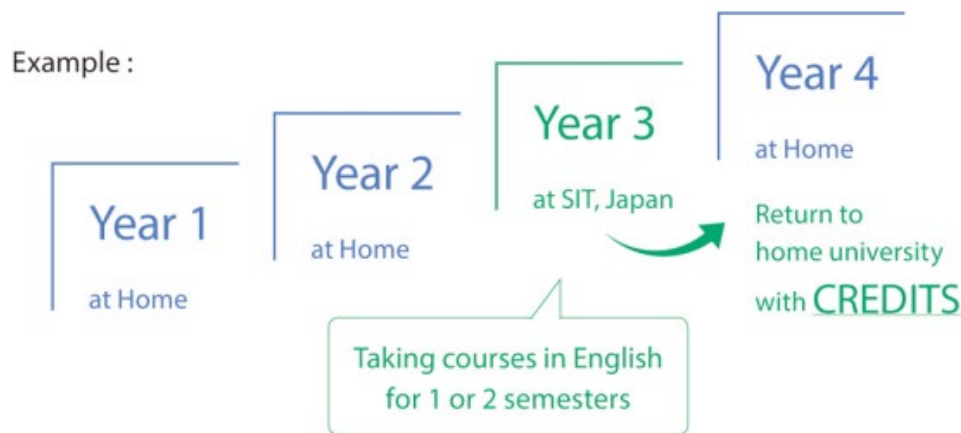 Example :
Year 1
at Home
Year 2
at Home
Year 3
at SIT, Japan
Taking courses in English
for 1 or 2 semesters
Year 4
at Home
Return to
home university
with CREDITS